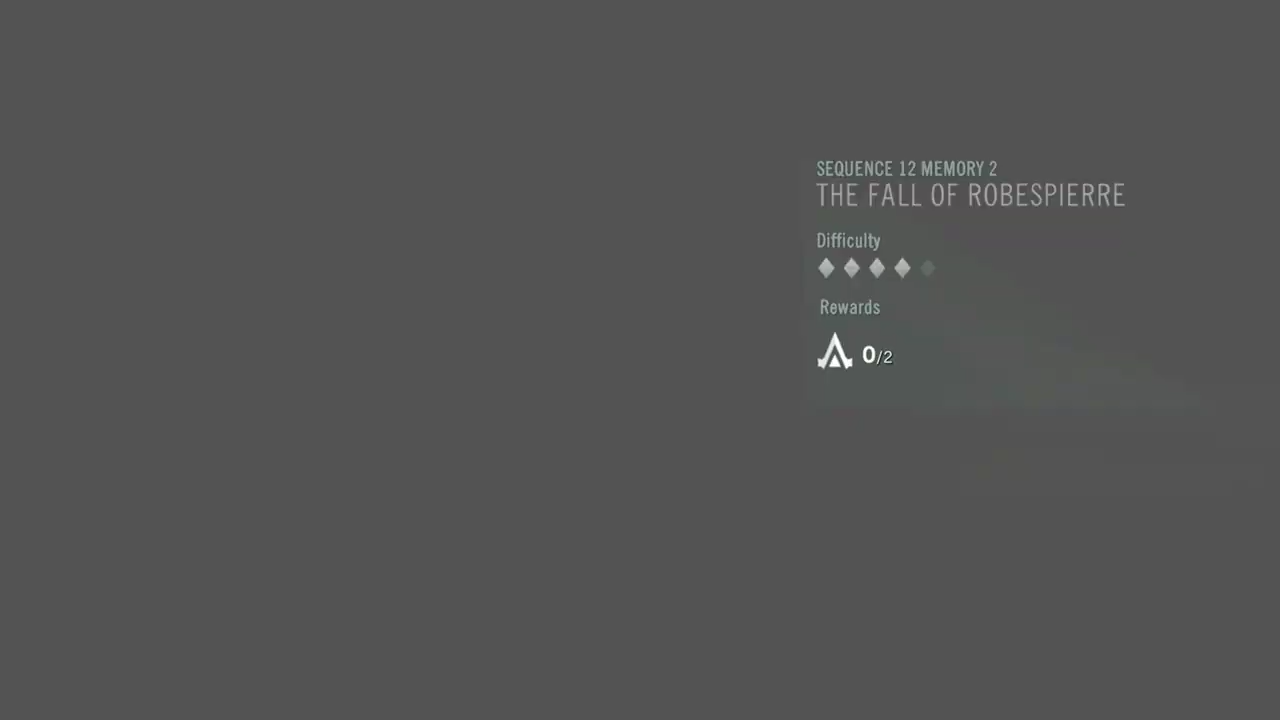 SEQUENCE 12 MEMORY 2
THE FALL OF ROBESPIERRE
Difficulty
Rewards
0/2